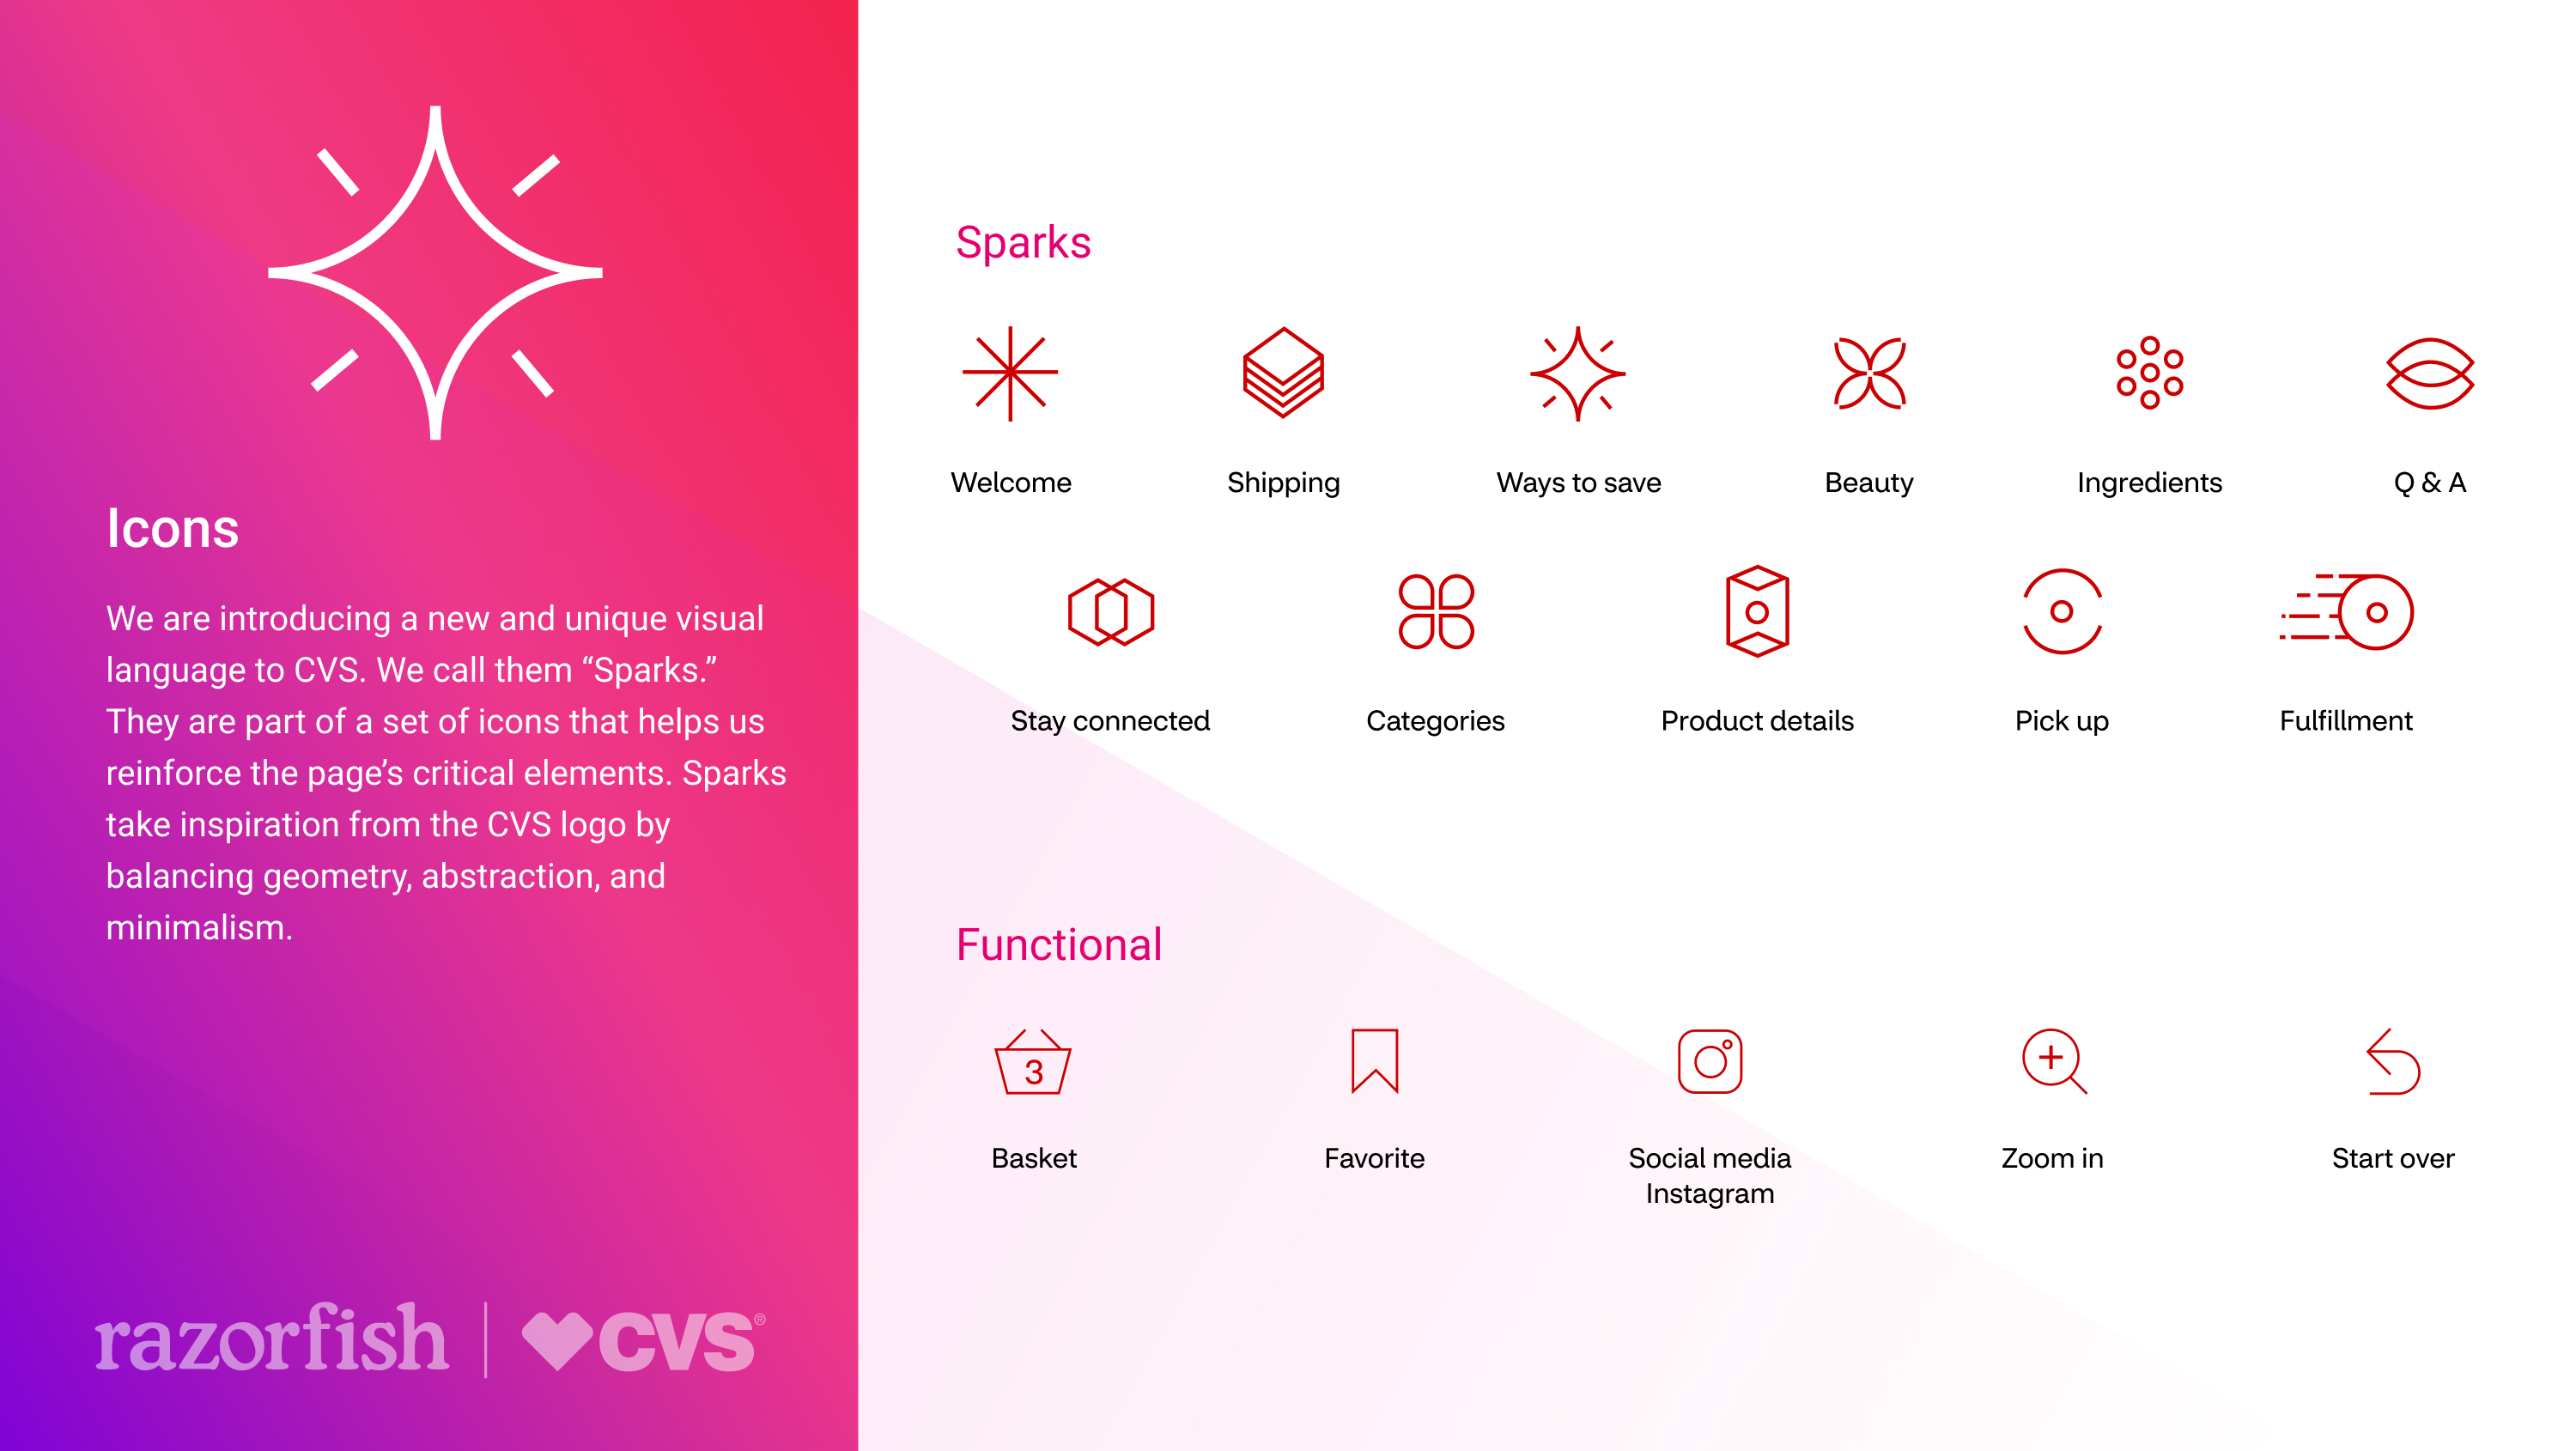 Icons
We are introducing a new and unique visual
language to CVS. We call them “Sparks.”
They are part of a set of icons that helps us
reinforce the page’s critical elements. Sparks
take inspiration from the CVS logo by
balancing geometry, abstraction, and
minimalism.
razorfish | CVS®
Sparks
Welcome Shipping Ways to save Beauty Ingredients Q & A
Stay connected Categories Product details Pick up Fulfillment
Functional
3
Basket Favorite Social media Zoom in Start over
Instagram